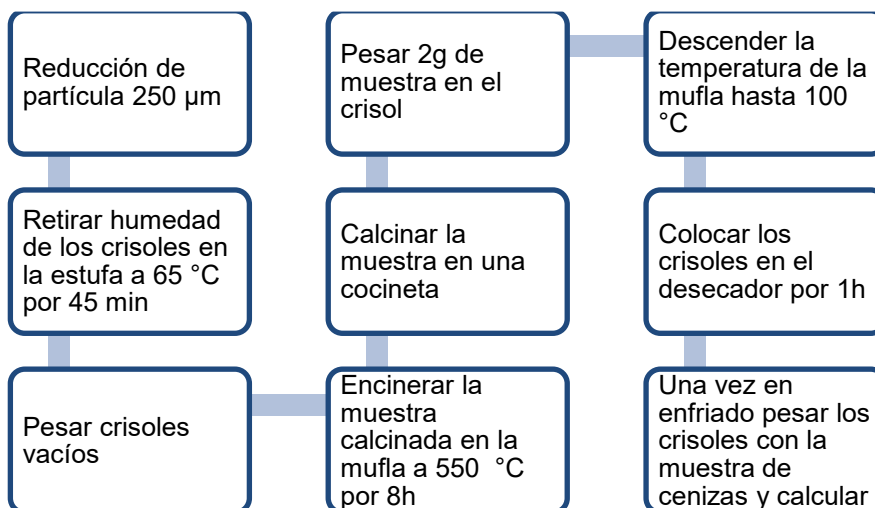 Reducción de
partícula 250 µm
Retirar humedad
de los crisoles en
la estufa a 65 °C
por 45 min
Pesar crisoles
vacíos
Encinerar la
muestra
calcinada en la
mufla a 550 °C
por 8h
Calcinar la
muestra en una
cocineta
Pesar 2g de
muestra en el
crisol
Descender la
temperatura de la
mufla hasta 100
°C
Colocar los
crisoles en el
desecador por 1h
Una vez en
enfriado pesar los
crisoles con la
muestra de
cenizas y calcular